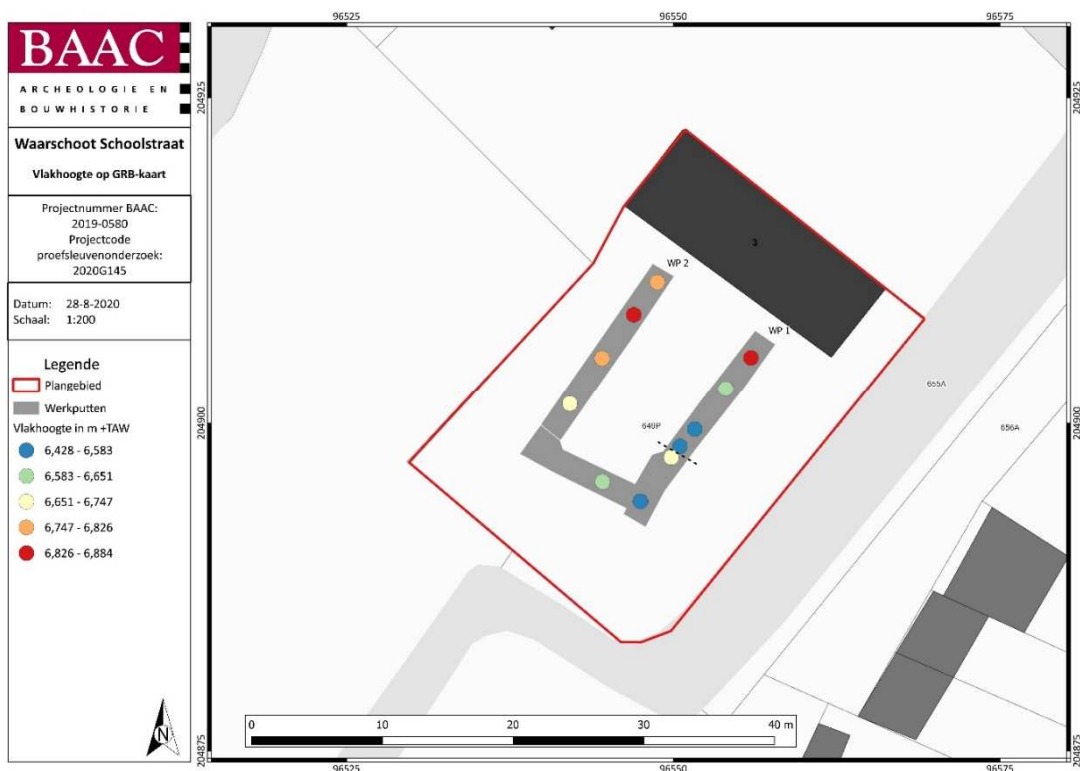 BAAC
ARCHEOLOGIE EN
BOUWHISTORIE
Waarschoot Schoolstraat
Vlakhoogte op GRB-kaart
Projectnummer BAAC:
2019-0580
Projectcode
proefsleuvenonderzoek:
2020G145
Datum: 28-8-2020
Schaal: 1:200
Legende
Plangebied
Werkputten
Vlakhoogte in m +TAW
6,428 - 6,583
6,583 - 6,651
6,651 - 6,747
6,747 - 6,826
6,826 - 6,884
N
96525 96550 96575
204925 204925
3
WP 2
WP 1
655A
204900 649P 656A 204900
0 10 20 30 40 m
204875 204875
96525 96550 96575